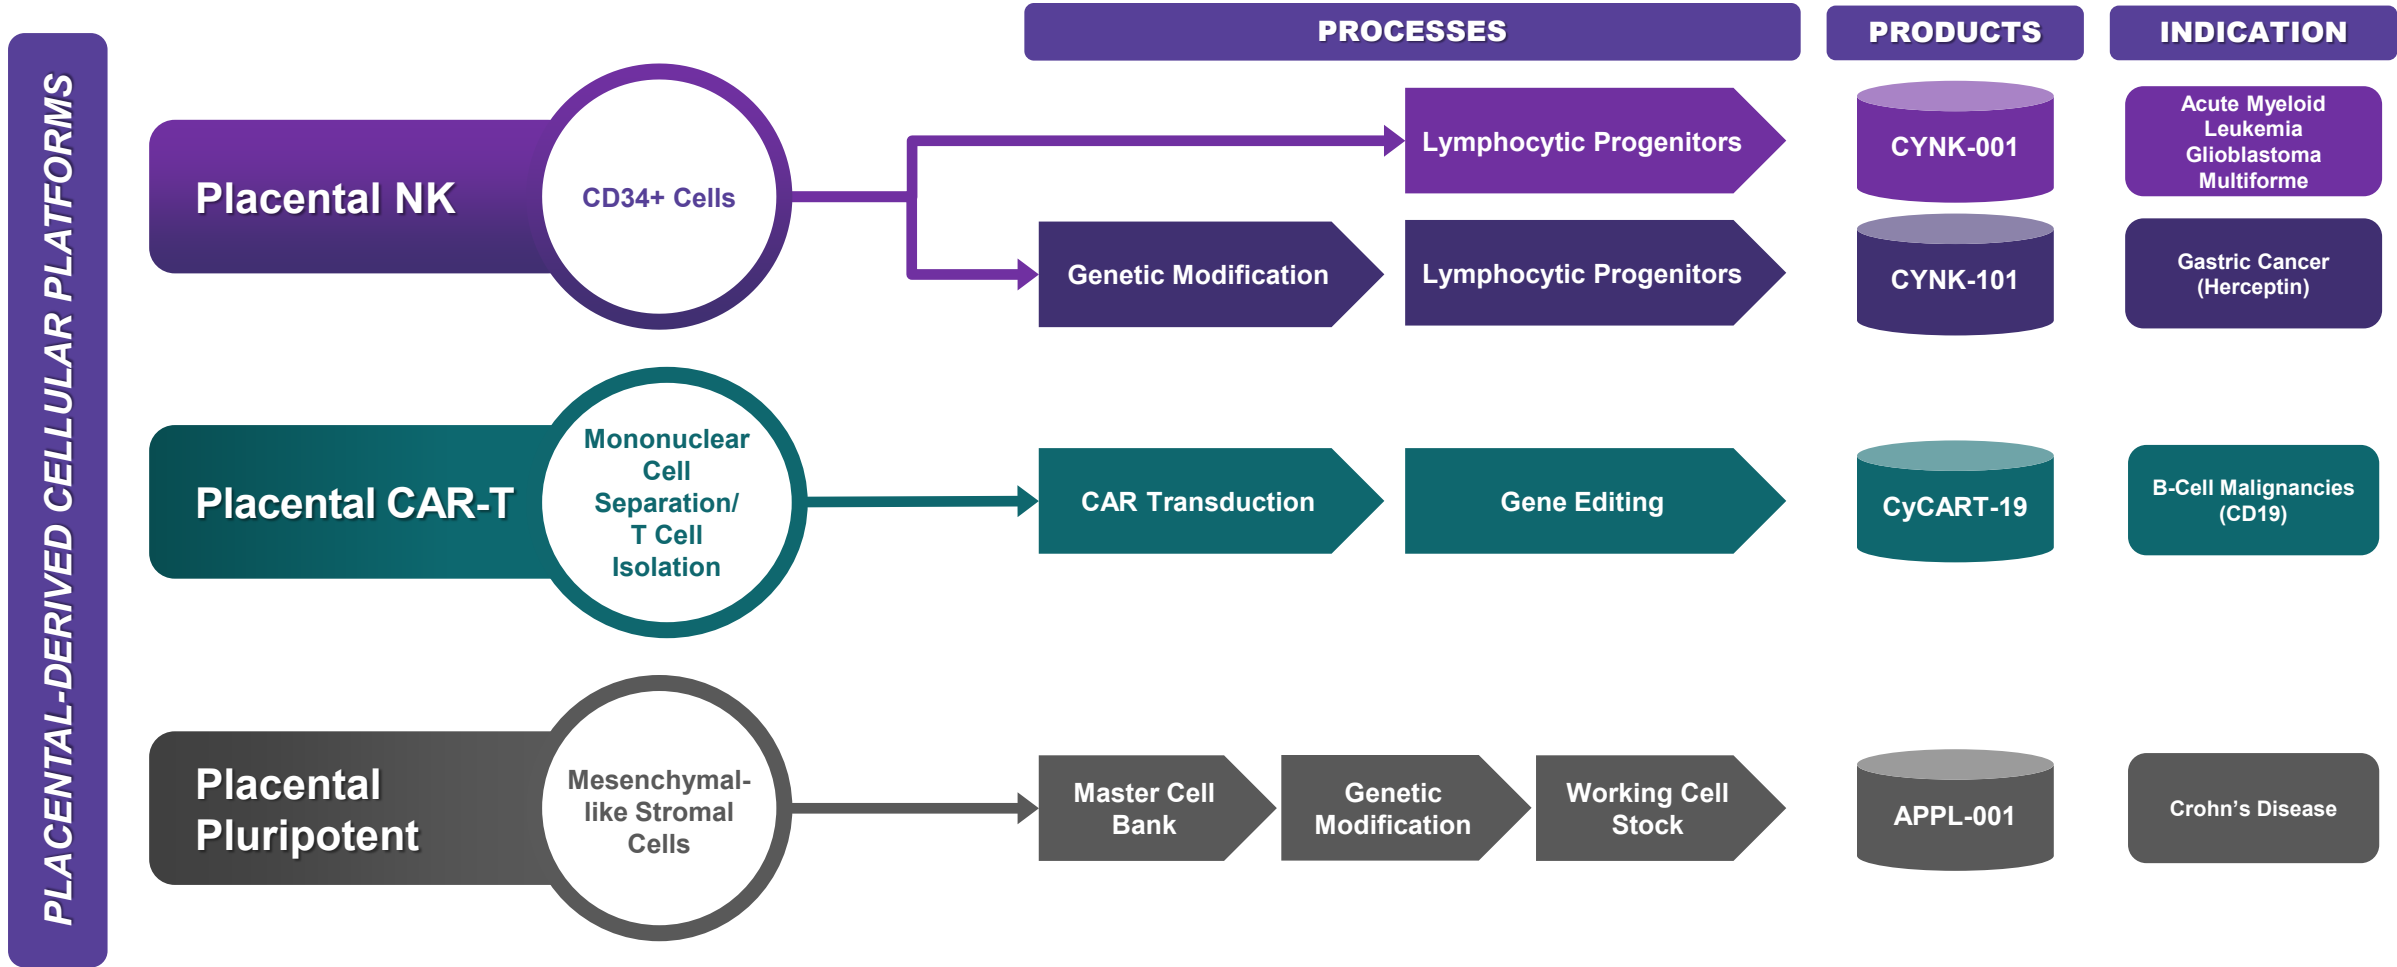 PLACENTAL-DERIVED CELLULAR PLATFORMS
PROCESSES
PRODUCTS
INDICATION
Placental NK
CD34+ Cells
Lymphocytic Progenitors
CYNK-001
Acute Myeloid
Leukemia
Glioblastoma
Multiforme
Genetic Modification
Lymphocytic Progenitors
CYNK-101
Gastric Cancer
(Herceptin)
Placental CAR-T
Mononuclear
Cell
Separation/
T Cell
Isolation
CAR Transduction
Gene Editing
CyCART-19
B-Cell Malignancies
(CD19)
Placental
Pluripotent
Mesenchymal-
like Stromal
Cells
Master Cell
Bank
Genetic
Modification
Working Cell
Stock
APPL-001
Crohn’s Disease